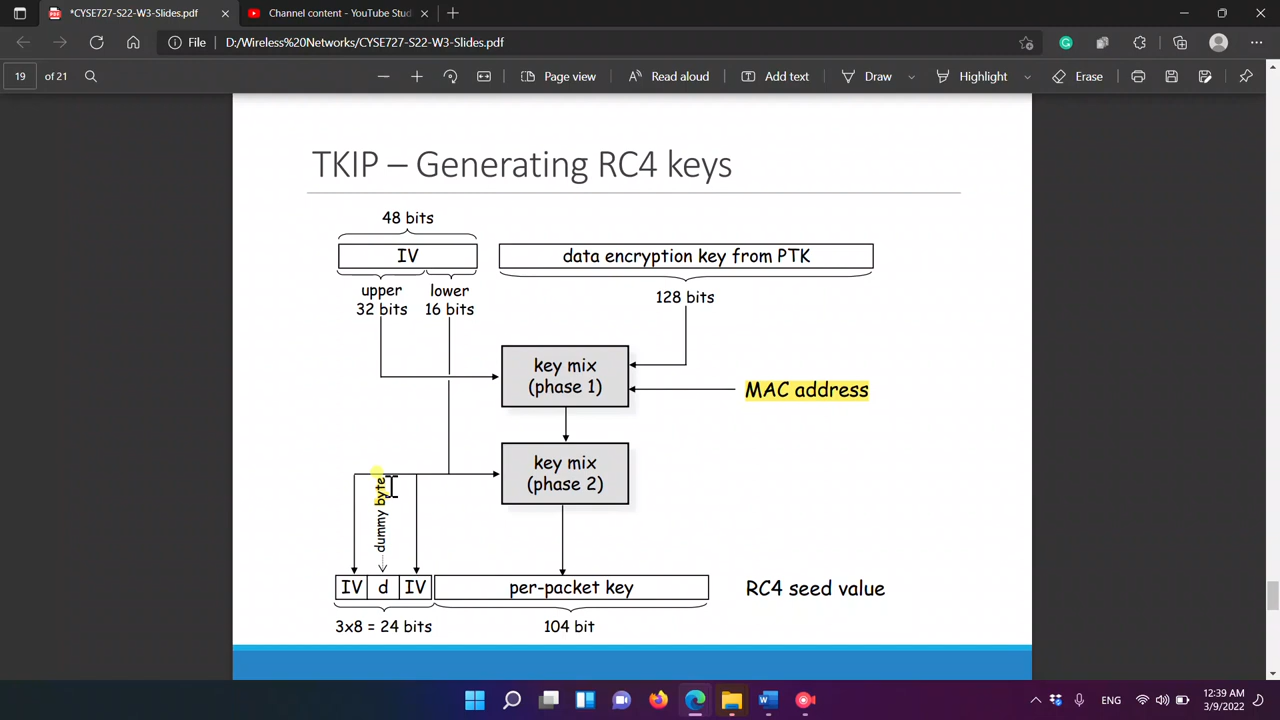 *CYSE727-S22-W3-Slides.pdf
Channel content - YouTube Stud
File
D:/Wireless%20Networks/CYSE727-S22-W3-Slides.pdf
19 of 21
Page view
Read aloud
Add text
Draw
Highlight
Erase
TKIP – Generating RC4 keys
48 bits
IV
data encryption key from PTK
upper
32 bits
lower
16 bits
128 bits
key mix
(phase 1)
MAC address
key mix
(phase 2)
dummy byte
IV
d
IV
per-packet key
RC4 seed value
3x8 = 24 bits
104 bit
ENG
12:39 AM
3/9/2022